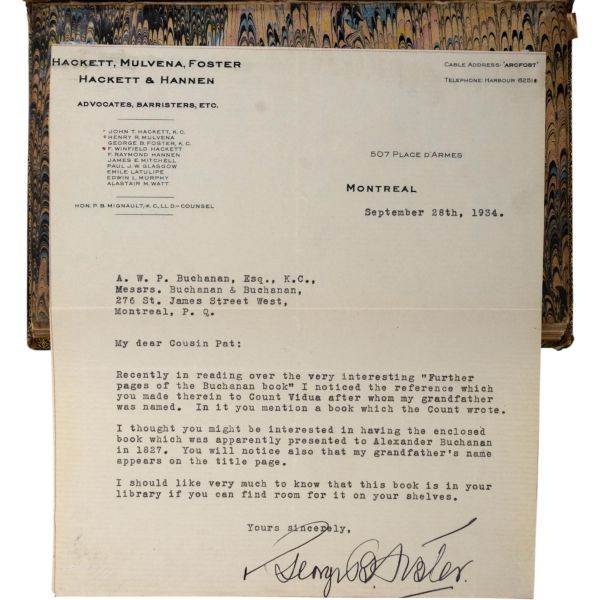 HACKETT, MULVENA, FOSTER
HACKETT & HANNEN
ADVOCATES, BARRISTERS, ETC.
CABLE ADDRESS: "ARCFOST"
TELEPHONE: HARBOUR 8251
JOHN T. HACKETT, K.C.
HENRY R. MULVENA
GEORGE B. FOSTER, K.C.
F. WINFIELD HACKETT
F. RAYMOND HANNEN
JAMES E. MITCHELL
PAUL J. W. GLASGOW
EMILE LATULIPE
EDWIN L. MURPHY
ALASTAIR M. WATT
HON. P. B. MIGNAULT, K.C., LL.D.—COUNSEL
507 PLACE D'ARMES
MONTREAL
September 28th, 1934.
A. W. P. Buchanan, Esq., K.C.,
Messrs. Buchanan & Buchanan,
276 St. James Street West,
Montreal, P. Q.
My dear Cousin Pat:
Recently in reading over the very interesting "Further
pages of the Buchanan book" I noticed the reference which
you made therein to Count Vidua after whom my grandfather
was named. In it you mention a book which the Count wrote.
I thought you might be interested in having the enclosed
book which was apparently presented to Alexander Buchanan
in 1827. You will notice also that my grandfather's name
appears on the title page.
I should like very much to know that this book is in your
library if you can find room for it on your shelves.
Yours sincerely,
George B. Foster.